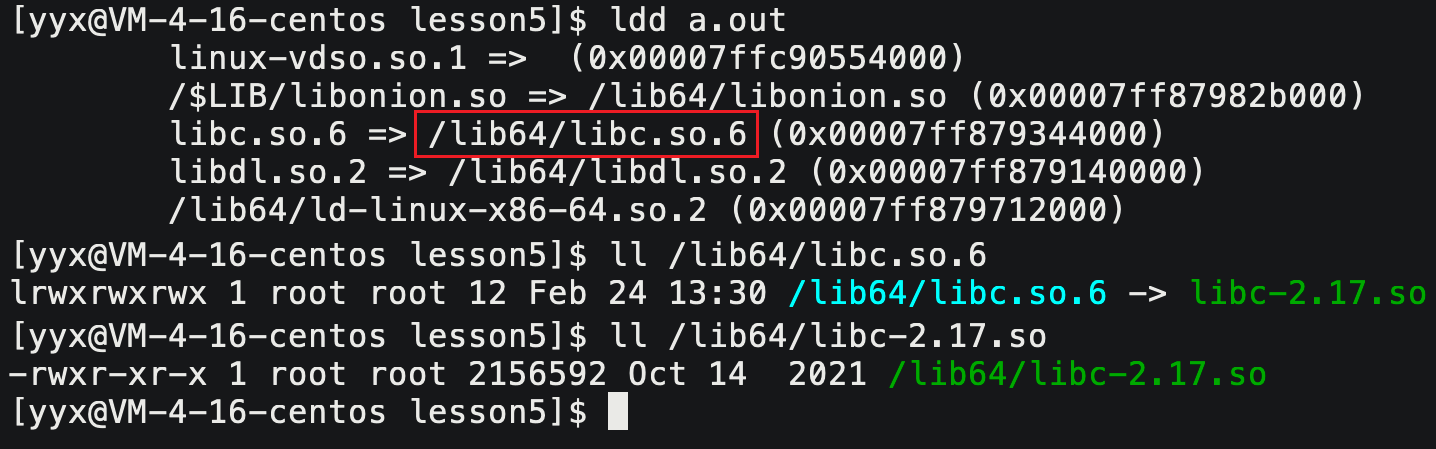 [yyx@VM-4-16-centos lesson5]$ ldd a.out
linux-vdso.so.1 =>  (0x00007ffc90554000)
/$LIB/libonion.so => /lib64/libonion.so (0x00007ff87982b000)
libc.so.6 => /lib64/libc.so.6 (0x00007ff879344000)
libdl.so.2 => /lib64/libdl.so.2 (0x00007ff879140000)
/lib64/ld-linux-x86-64.so.2 (0x00007ff879712000)
[yyx@VM-4-16-centos lesson5]$ ll /lib64/libc.so.6
lrwxrwxrwx 1 root root 12 Feb 24 13:30 /lib64/libc.so.6 -> libc-2.17.so
[yyx@VM-4-16-centos lesson5]$ ll /lib64/libc-2.17.so
-rwxr-xr-x 1 root root 2156592 Oct 14  2021 /lib64/libc-2.17.so
[yyx@VM-4-16-centos lesson5]$